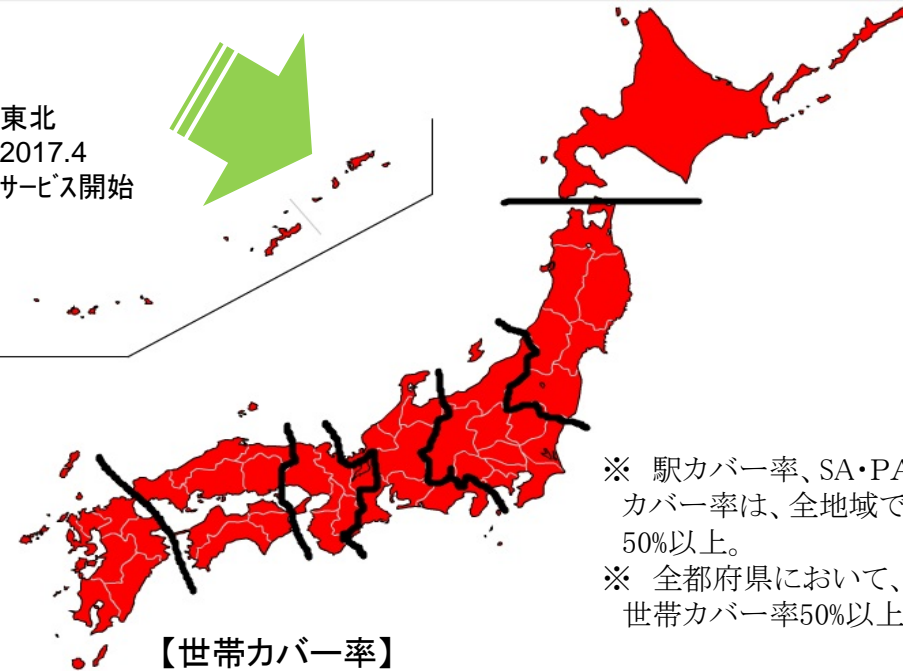 東北
2017.4
サービス開始
※ 駅カバー率、SA・PA
カバー率は、全地域で
50%以上。
※ 全都府県において、
世帯カバー率50%以上
【世帯カバー率】